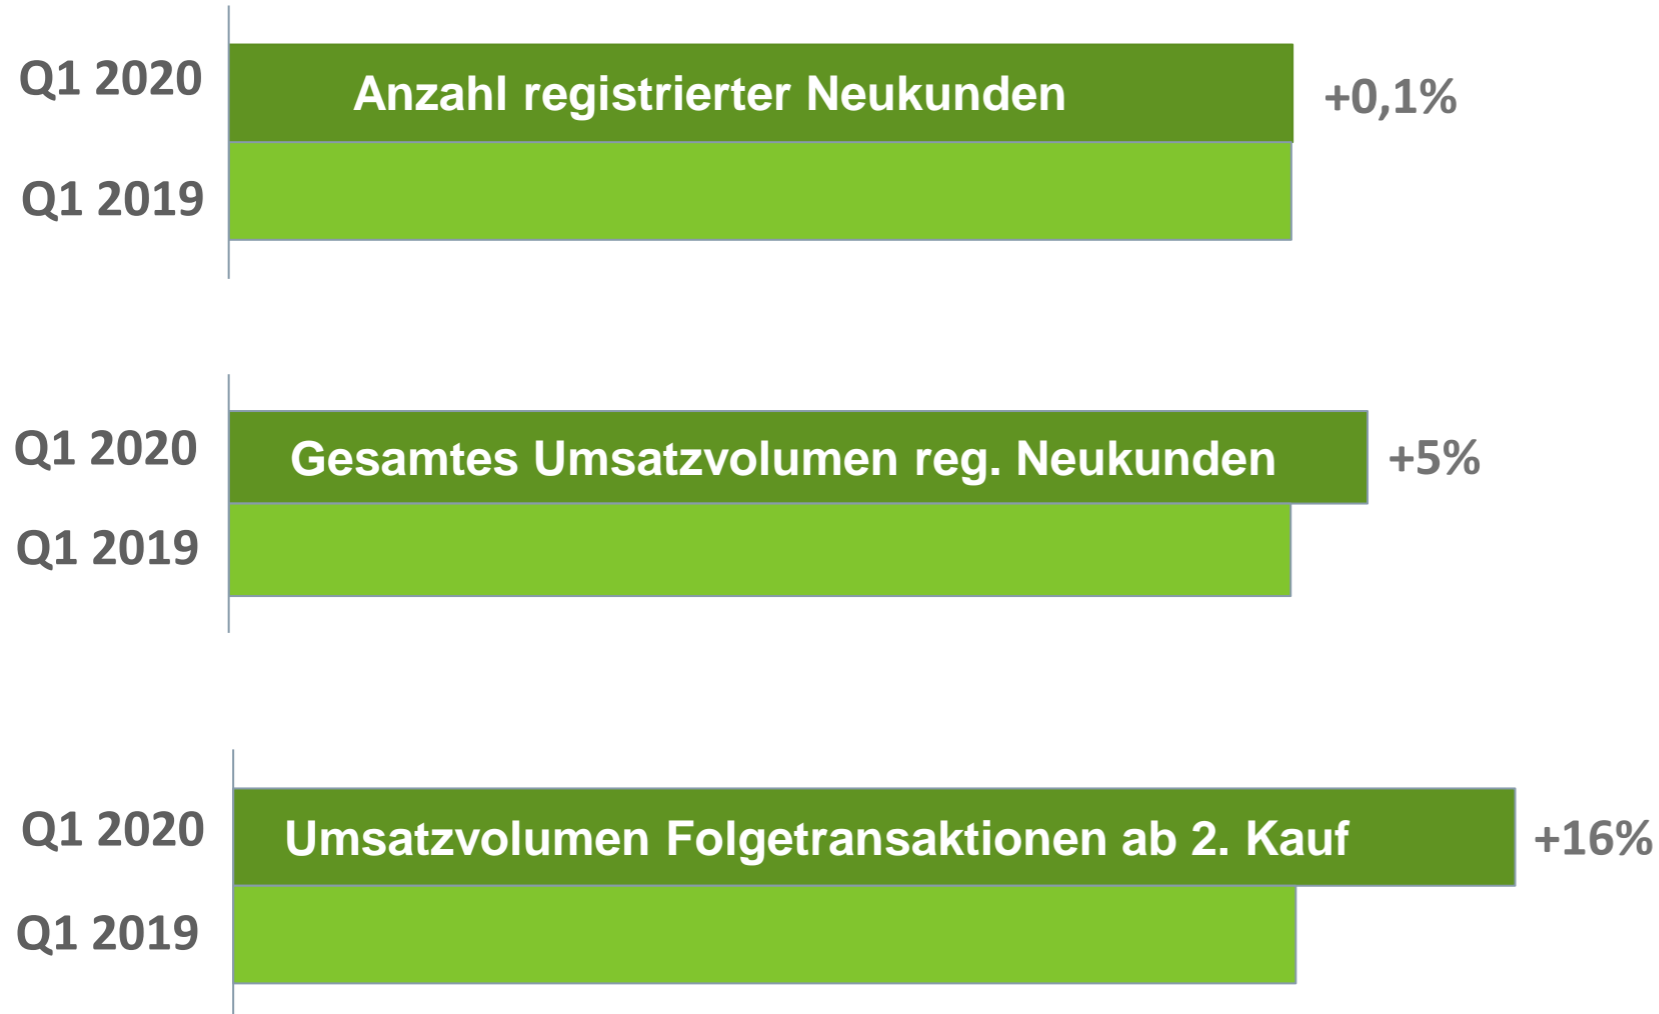 Q1 2020
Anzahl registrierter Neukunden
+0,1%
Q1 2019
Q1 2020
Gesamtes Umsatzvolumen reg. Neukunden
+5%
Q1 2019
Q1 2020
Umsatzvolumen Folgetransaktionen ab 2. Kauf
+16%
Q1 2019